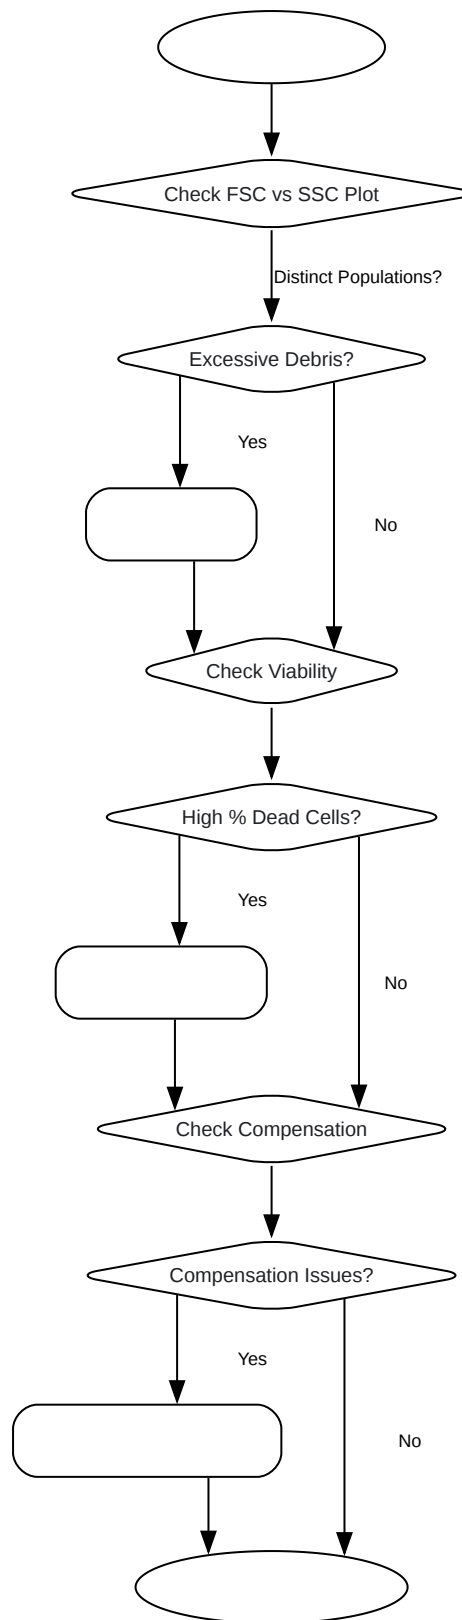 Check FSC vs SSC Plot
Distinct Populations?
Excessive Debris?
Yes
No
Check Viability
High % Dead Cells?
Yes
No
Check Compensation
Compensation Issues?
Yes
No